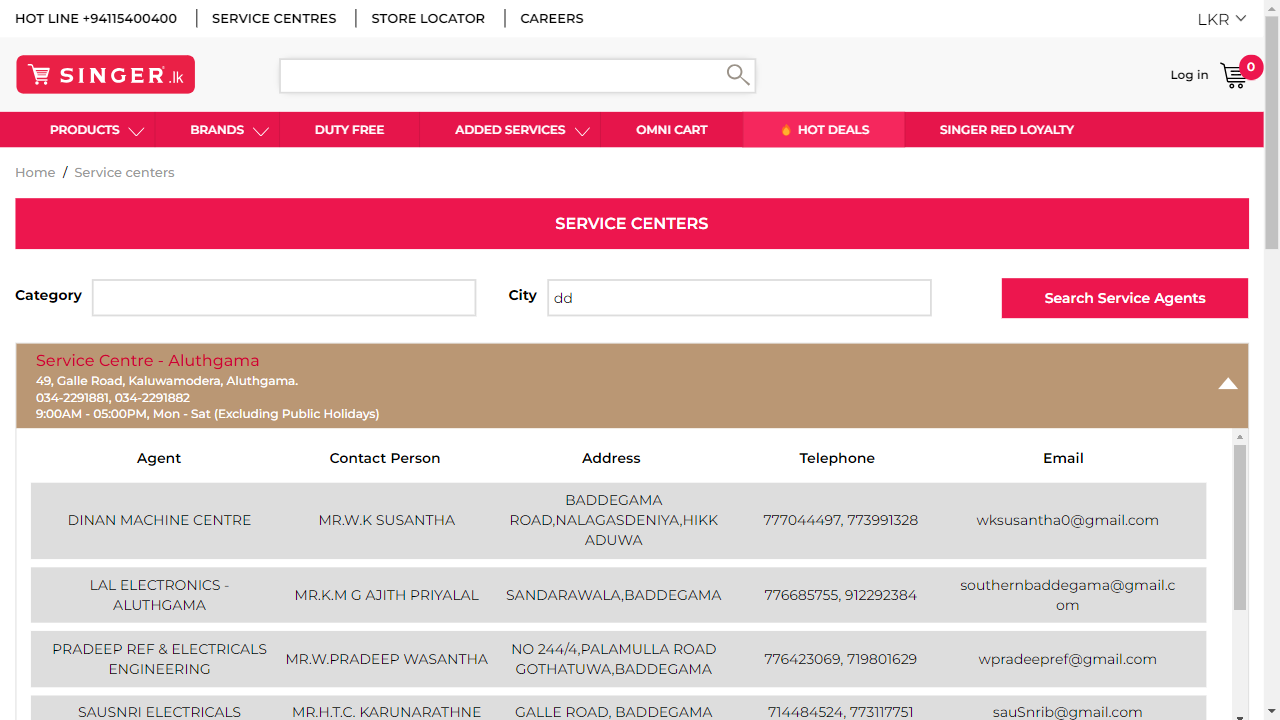 HOT LINE +94115400400
SERVICE CENTRES
STORE LOCATOR
CAREERS
LKR
SINGER.lk
Log in
0
PRODUCTS
BRANDS
DUTY FREE
ADDED SERVICES
OMNI CART
HOT DEALS
SINGER RED LOYALTY
Home / Service centers
SERVICE CENTERS
Category
City
dd
Search Service Agents
Service Centre - Aluthgama
49, Galle Road, Kaluwamodera, Aluthgama.
034-2291881, 034-2291882
9:00AM - 05:00PM, Mon - Sat (Excluding Public Holidays)
Agent
Contact Person
Address
Telephone
Email
DINAN MACHINE CENTRE
MR.W.K SUSANTHA
BADDEGAMA
ROAD,NALAGASDENIYA,HIKK
ADUWA
777044497, 773991328
wksusantha0@gmail.com
LAL ELECTRONICS -
ALUTHGAMA
MR.K.M G AJITH PRIYALAL
SANDARAWALA,BADDEGAMA
776685755, 912292384
southernbaddegama@gmail.c
om
PRADEEP REF & ELECTRICALS
ENGINEERING
MR.W.PRADEEP WASANTHA
NO 244/4,PALAMULLA ROAD
GOTHATUWA,BADDEGAMA
776423069, 719801629
wpradeepref@gmail.com
SAUSNRI ELECTRICALS
MR.H.T.C. KARUNARATHNE
GALLE ROAD, BADDEGAMA
714484524, 773117751
sauSnrib@gmail.com